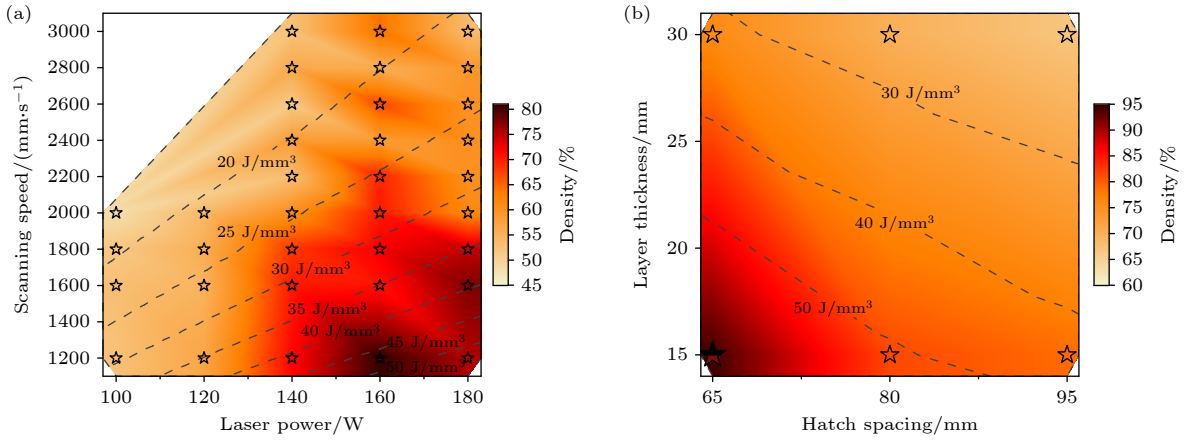 (a)
3000
2800
2600
2400
2200
2000
1800
1600
1400
1200
Scanning speed/(mm·s⁻¹)
100
120
140
160
180
Laser power/W
20 J/mm³
25 J/mm³
30 J/mm³
35 J/mm³
40 J/mm³
45 J/mm³
50 J/mm³
80
75
70
65
60
55
50
45
Density/%
(b)
30
25
20
15
Layer thickness/mm
65
80
95
Hatch spacing/mm
30 J/mm³
40 J/mm³
50 J/mm³
95
90
85
80
75
70
65
60
Density/%